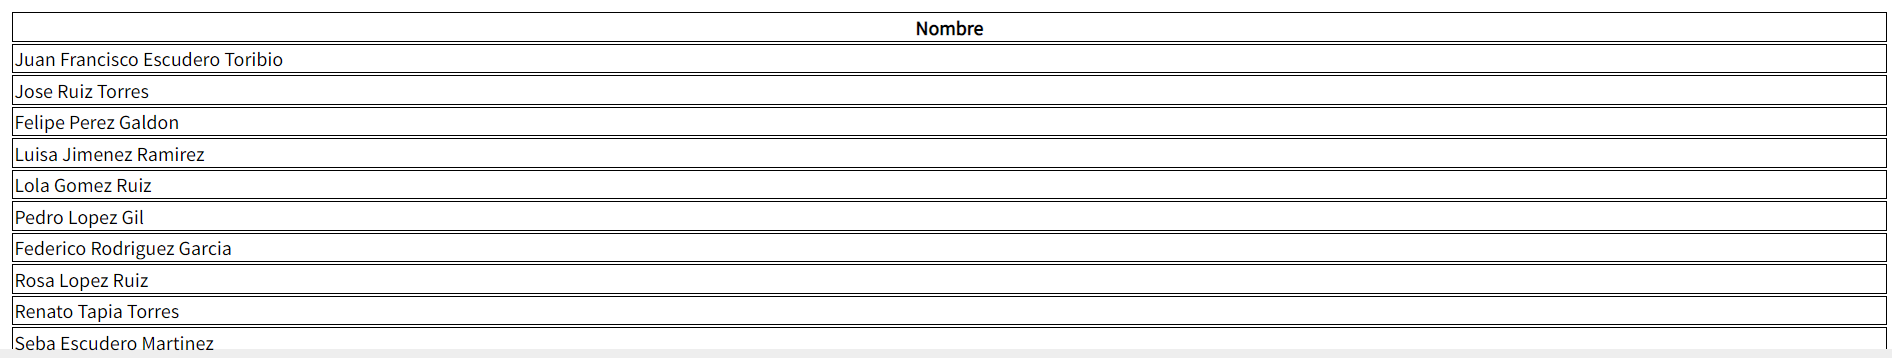 Nombre
Juan Francisco Escudero Toribio
Jose Ruiz Torres
Felipe Perez Galdon
Luisa Jimenez Ramirez
Lola Gomez Ruiz
Pedro Lopez Gil
Federico Rodriguez Garcia
Rosa Lopez Ruiz
Renato Tapia Torres
Seba Escudero Martinez